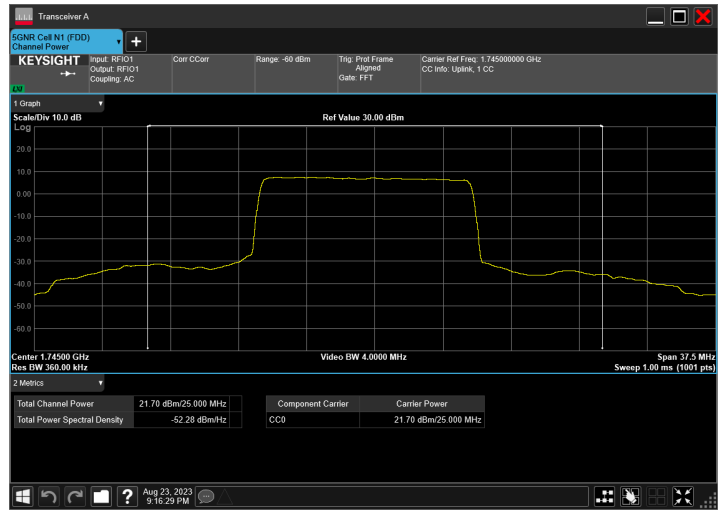 Transceiver A
5GNR Cell N1 (FDD)
Channel Power
KEYSIGHT
LXI
Input: RFIO1
Output: RFIO1
Coupling: AC
Corr CCorr
Range: -60 dBm
Trig: Prot Frame
Aligned
Gate: FFT
Carrier Ref Freq: 1.745000000 GHz
CC Info: Uplink, 1 CC
1 Graph
Scale/Div 10.0 dB
Ref Value 30.00 dBm
Log
20.0
10.0
0.00
-10.0
-20.0
-30.0
-40.0
-50.0
-60.0
Center 1.74500 GHz
Video BW 4.0000 MHz
Span 37.5 MHz
Res BW 360.00 kHz
Sweep 1.00 ms (1001 pts)
2 Metrics
Total Channel Power 21.70 dBm/25.000 MHz
Total Power Spectral Density -52.28 dBm/Hz
Component Carrier Carrier Power
CC0 21.70 dBm/25.000 MHz
Aug 23, 2023
9:16:29 PM